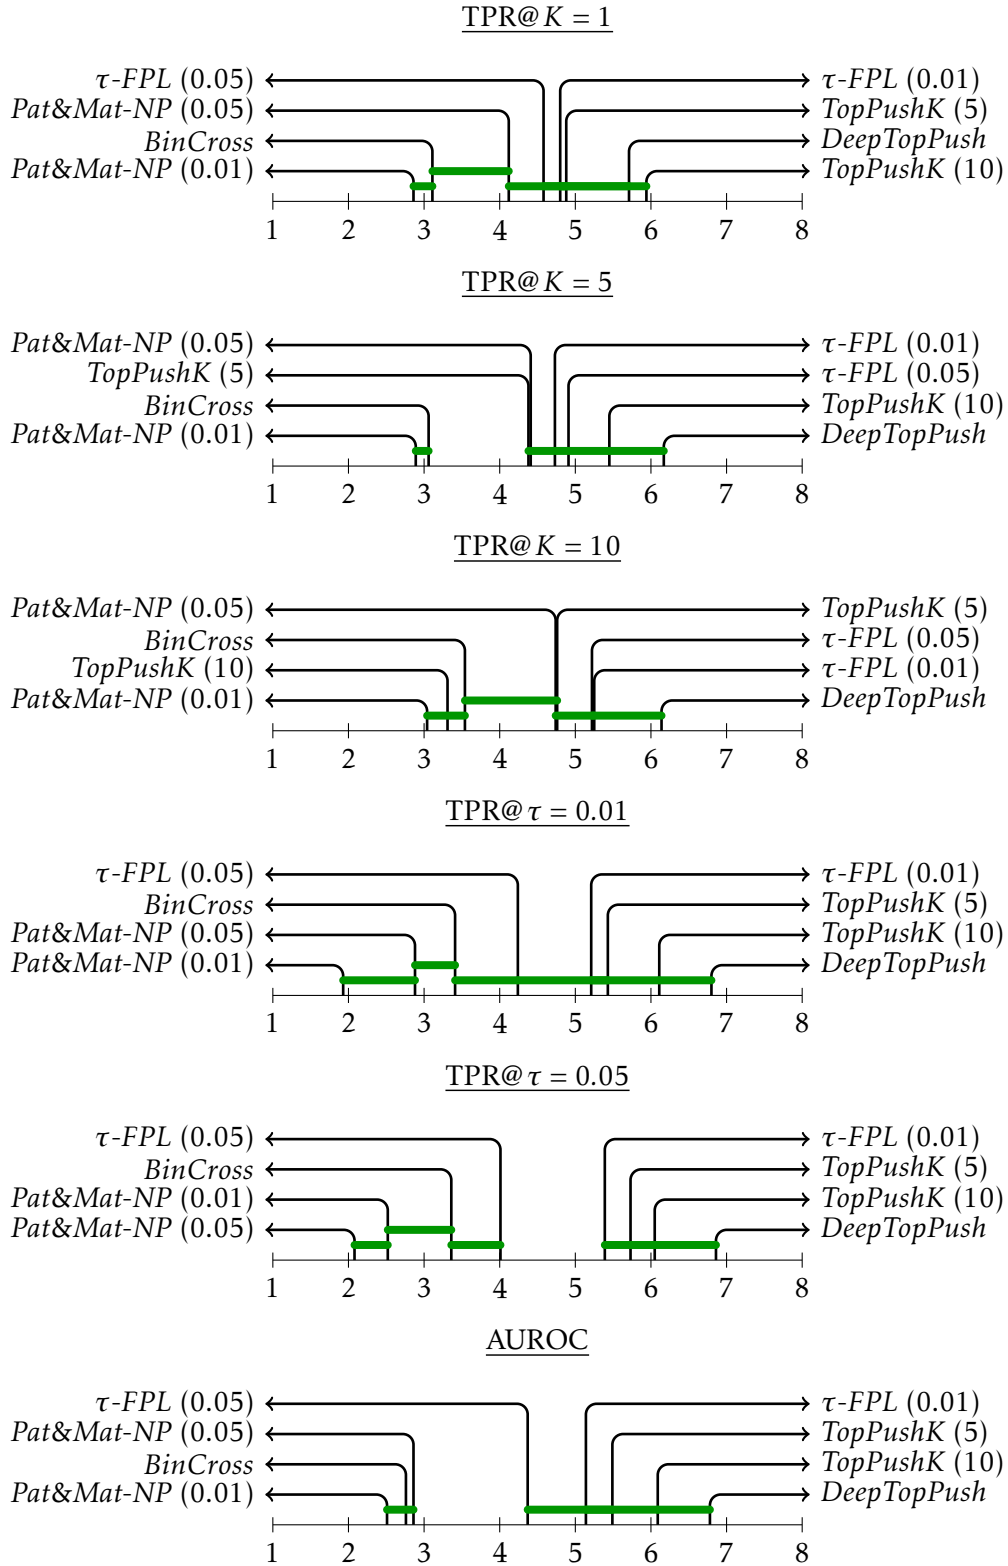 TPR@K = 1
τ-FPL (0.05) τ-FPL (0.01)
Pat&Mat-NP (0.05) TopPushK (5)
BinCross DeepTopPush
Pat&Mat-NP (0.01) TopPushK (10)
1 2 3 4 5 6 7 8
TPR@K = 5
Pat&Mat-NP (0.05) τ-FPL (0.01)
TopPushK (5) τ-FPL (0.05)
BinCross TopPushK (10)
Pat&Mat-NP (0.01) DeepTopPush
1 2 3 4 5 6 7 8
TPR@K = 10
Pat&Mat-NP (0.05) TopPushK (5)
BinCross τ-FPL (0.05)
TopPushK (10) τ-FPL (0.01)
Pat&Mat-NP (0.01) DeepTopPush
1 2 3 4 5 6 7 8
TPR@τ = 0.01
τ-FPL (0.05) τ-FPL (0.01)
BinCross TopPushK (5)
Pat&Mat-NP (0.05) TopPushK (10)
Pat&Mat-NP (0.01) DeepTopPush
1 2 3 4 5 6 7 8
TPR@τ = 0.05
τ-FPL (0.05) τ-FPL (0.01)
BinCross TopPushK (5)
Pat&Mat-NP (0.01) TopPushK (10)
Pat&Mat-NP (0.05) DeepTopPush
1 2 3 4 5 6 7 8
AUROC
τ-FPL (0.05) τ-FPL (0.01)
Pat&Mat-NP (0.05) TopPushK (5)
BinCross TopPushK (10)
Pat&Mat-NP (0.01) DeepTopPush
1 2 3 4 5 6 7 8